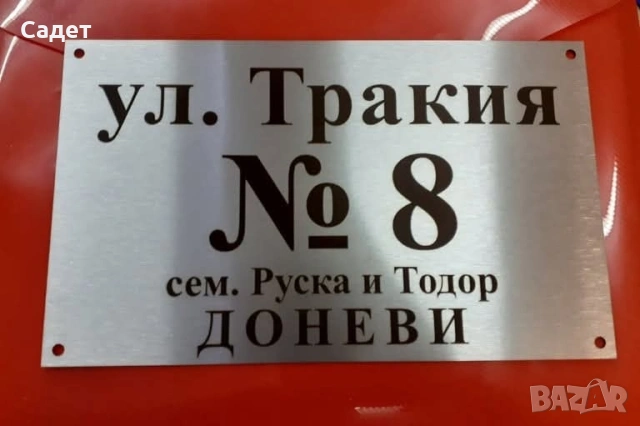 Садет
ул. Тракия
№ 8
сем. Руска и Тодор
ДОНЕВИ
BAZAR